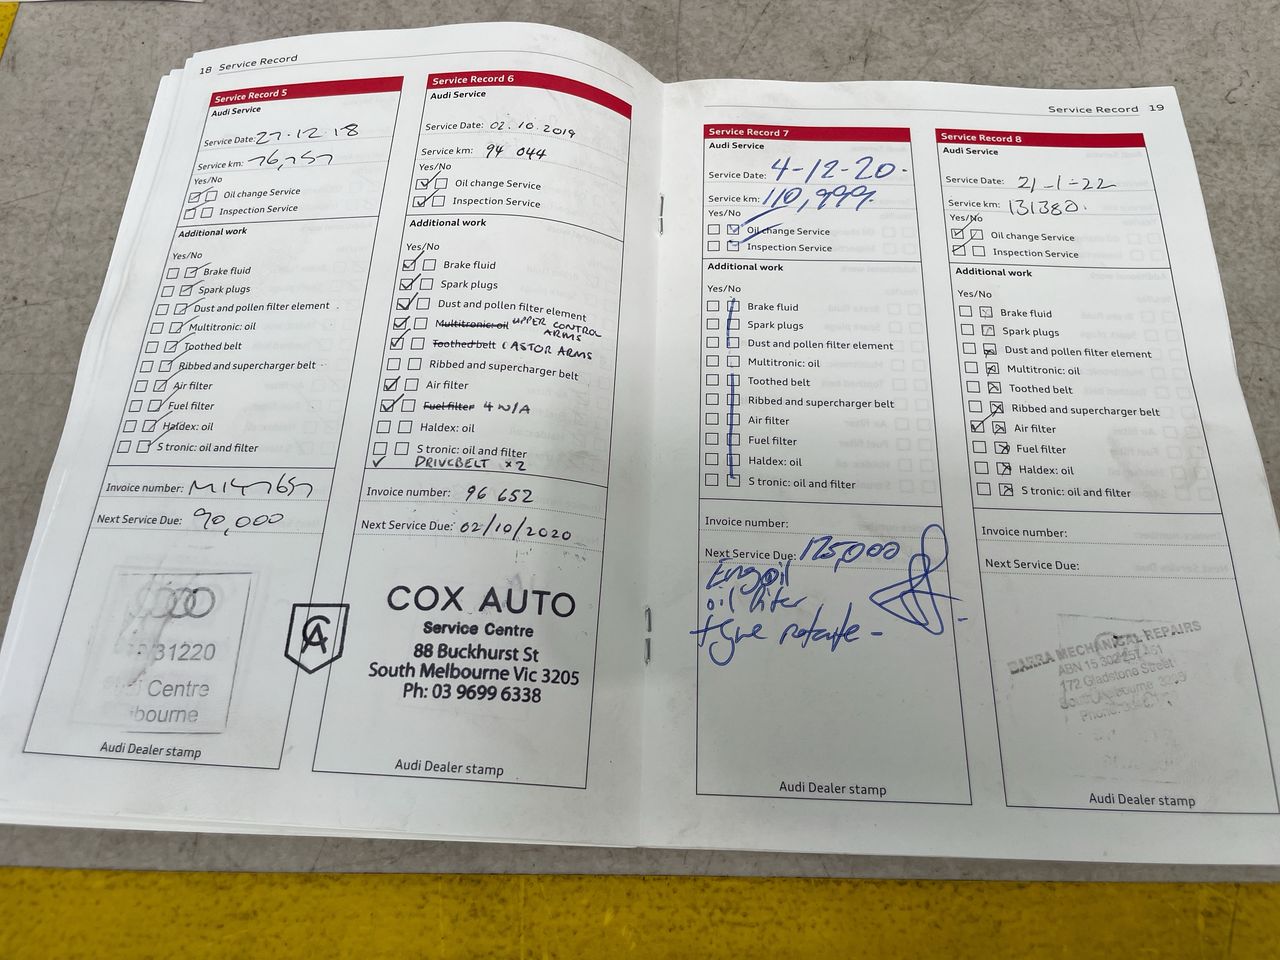 18 Service Record
Service Record 5
Audi Service
Service Date: 27.12.18
Service km: 76,757
Yes/No
Oil change Service
Inspection Service
Additional work
Yes/No
Brake fluid
Spark plugs
Dust and pollen filter element
Multitronic: oil
Toothed belt
Ribbed and supercharger belt
Air filter
Fuel filter
Haldex: oil
S tronic: oil and filter
Invoice number:
Next Service Due: 90,000
31220
Centre
bourne
Audi Dealer stamp
Service Record 6
Audi Service
Service Date: 02.10.2019
Service km: 94 044
Yes/No
Oil change Service
Inspection Service
Additional work
Yes/No
Brake fluid
Spark plugs
Dust and pollen filter element
Multitronic: oil UPPER CONTROL
ARMS
Toothed belt CASTOR ARMS
Ribbed and supercharger belt
Air filter
Fuel filter 4 W/A
Haldex: oil
S tronic: oil and filter
DRIVEBELT x2
Invoice number: 96 652
Next Service Due: 02/10/2020
CA
COX AUTO
Service Centre
88 Buckhurst St
South Melbourne Vic 3205
Ph: 03 9699 6338
Audi Dealer stamp
Service Record 19
Service Record 7
Audi Service
Service Date: 4-12-20.
Service km: 110,999.
Yes/No
Oil change Service
Inspection Service
Additional work
Yes/No
Brake fluid
Spark plugs
Dust and pollen filter element
Multitronic: oil
Toothed belt
Ribbed and supercharger belt
Air filter
Fuel filter
Haldex: oil
S tronic: oil and filter
Invoice number:
Next Service Due: 125,000
Eng oil
oil filter
tyre rotate -
Audi Dealer stamp
Service Record 8
Audi Service
Service Date: 21-1-22
Service km: 131380.
Yes/No
Oil change Service
Inspection Service
Additional work
Yes/No
Brake fluid
Spark plugs
Dust and pollen filter element
Multitronic: oil
Toothed belt
Ribbed and supercharger belt
Air filter
Fuel filter
Haldex: oil
S tronic: oil and filter
Invoice number:
Next Service Due:
MECHANICAL REPAIRS
ABN 15 302
172 Gladstone Street
South Melbourne 3205
Phone:
Audi Dealer stamp